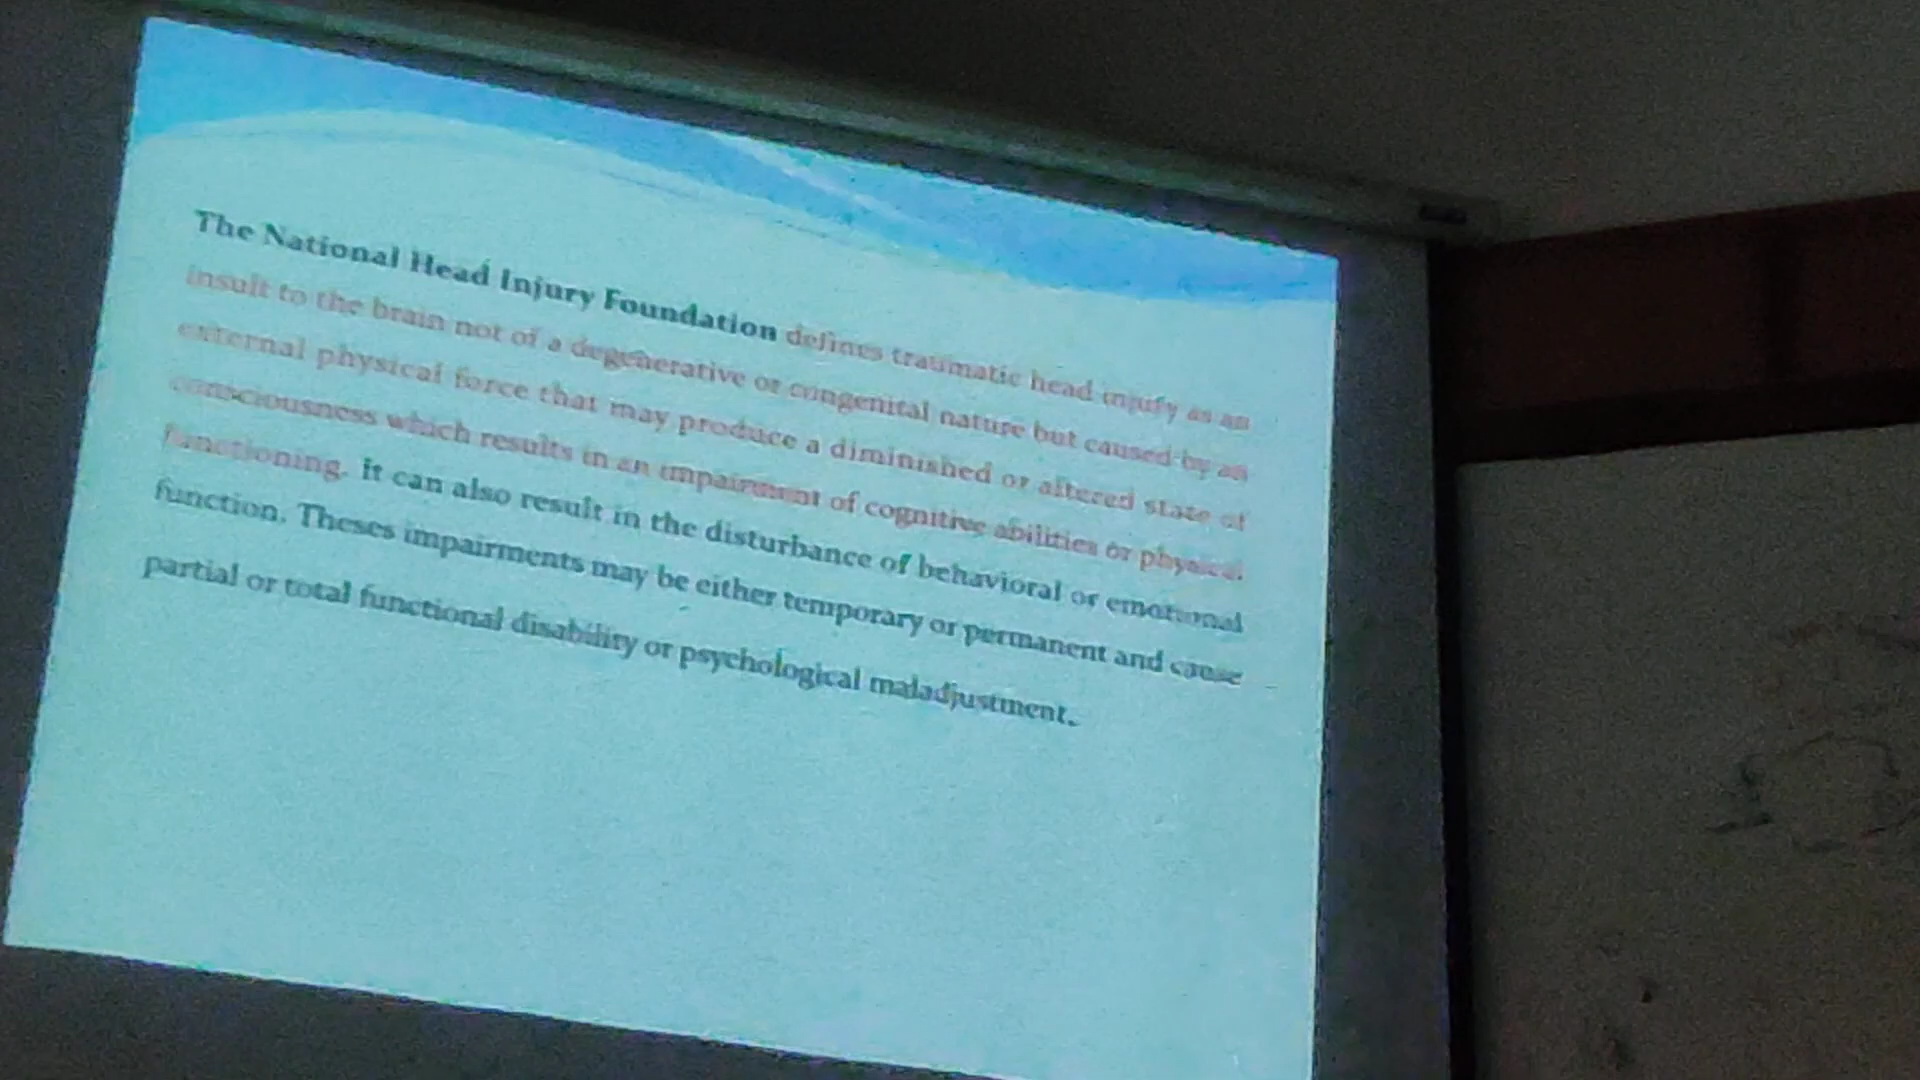 The National Head Injury Foundation defines traumatic head injury as an
insult to the brain not of a degenerative or congenital nature but caused by an
external physical force that may produce a diminished or altered state of
consciousness which results in an impairment of cognitive abilities or physical
functioning. It can also result in the disturbance of behavioral or emotional
function. Theses impairments may be either temporary or permanent and cause
partial or total functional disability or psychological maladjustment.